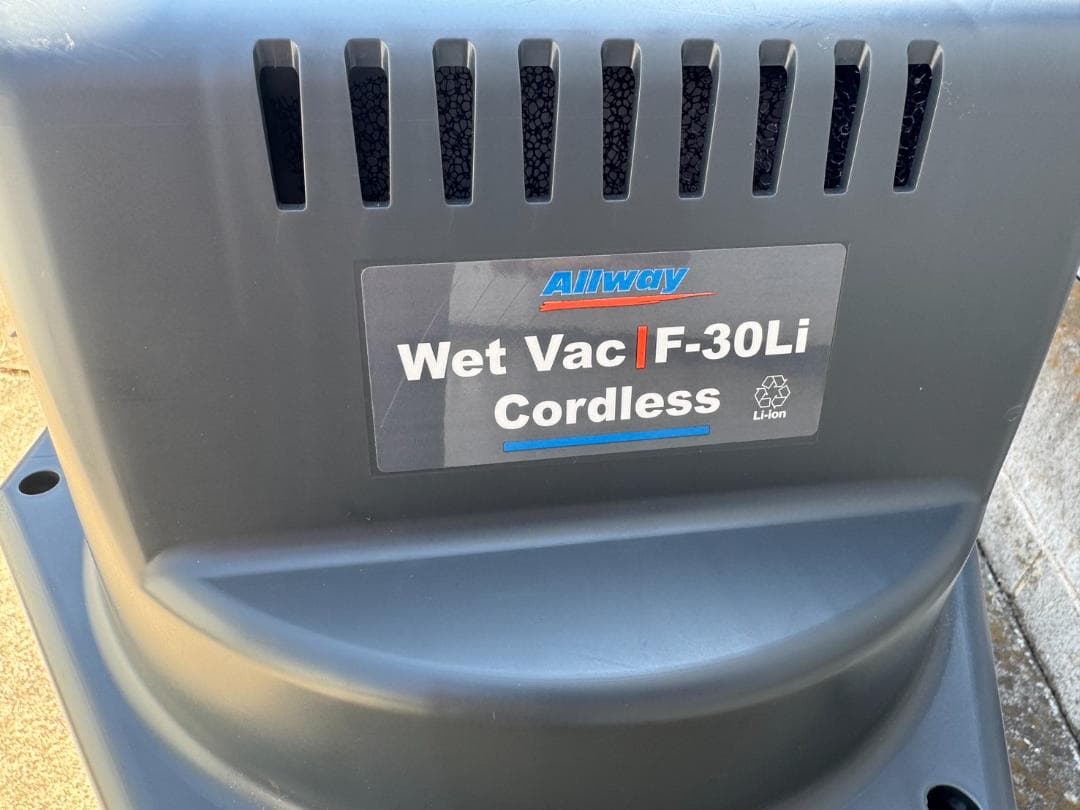 Allway
Wet Vac | F-30Li
Cordless
Li-ion